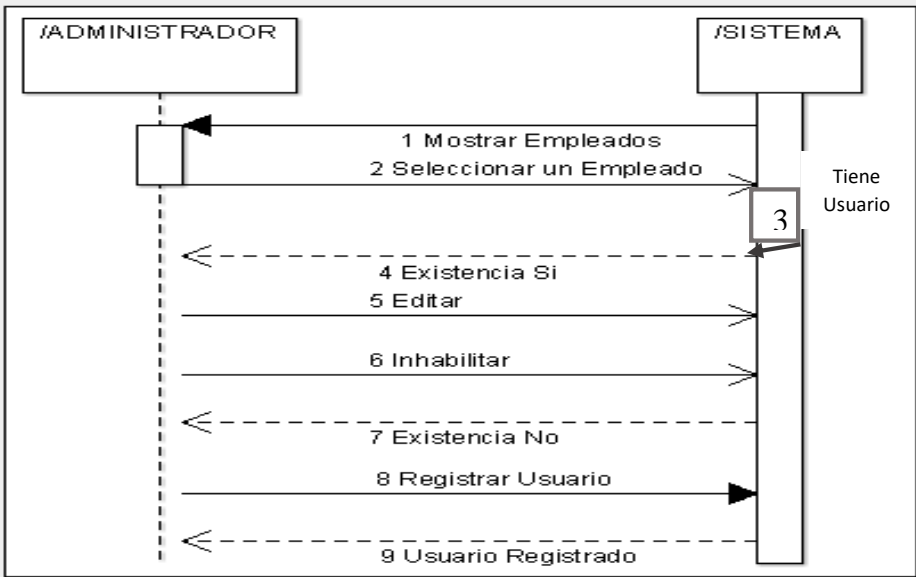 /ADMINISTRADOR
/SISTEMA
1 Mostrar Empleados
2 Seleccionar un Empleado
Tiene
Usuario
3
4 Existencia Si
5 Editar
6 Inhabilitar
7 Existencia No
8 Registrar Usuario
9 Usuario Registrado